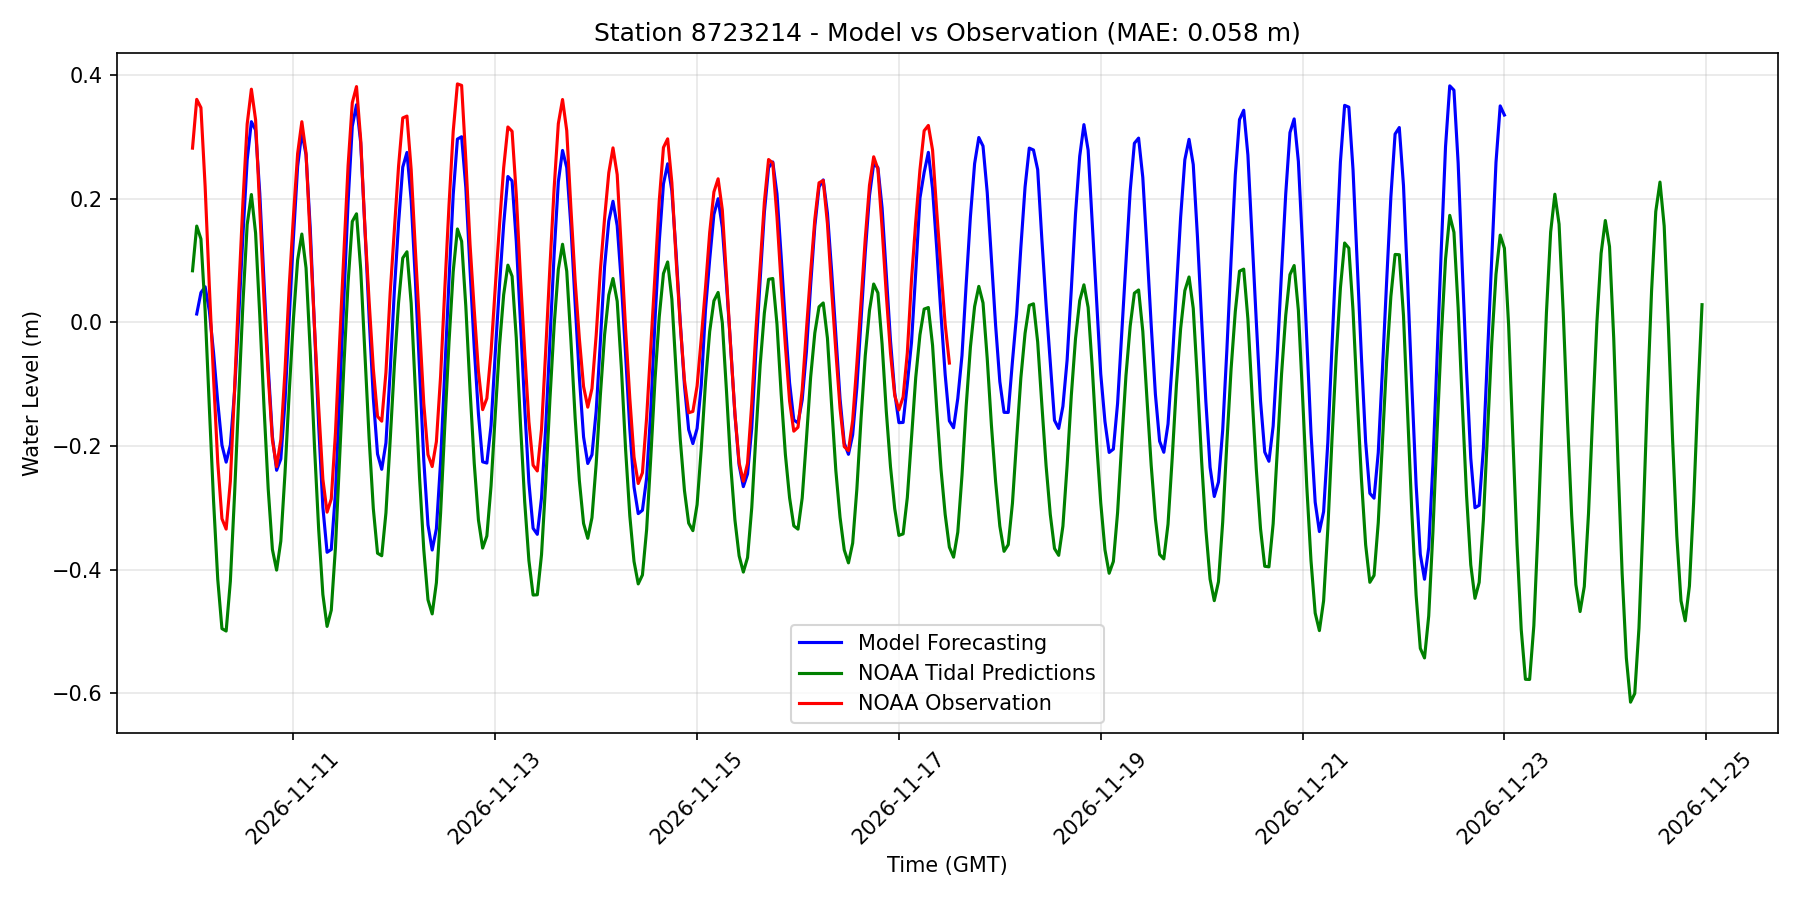 Station 8723214 - Model vs Observation (MAE: 0.058 m)
Water Level (m)
0.4
0.2
0.0
−0.2
−0.4
−0.6
Model Forecasting
NOAA Tidal Predictions
NOAA Observation
2026-11-11
2026-11-13
2026-11-15
2026-11-17
2026-11-19
2026-11-21
2026-11-23
2026-11-25
Time (GMT)